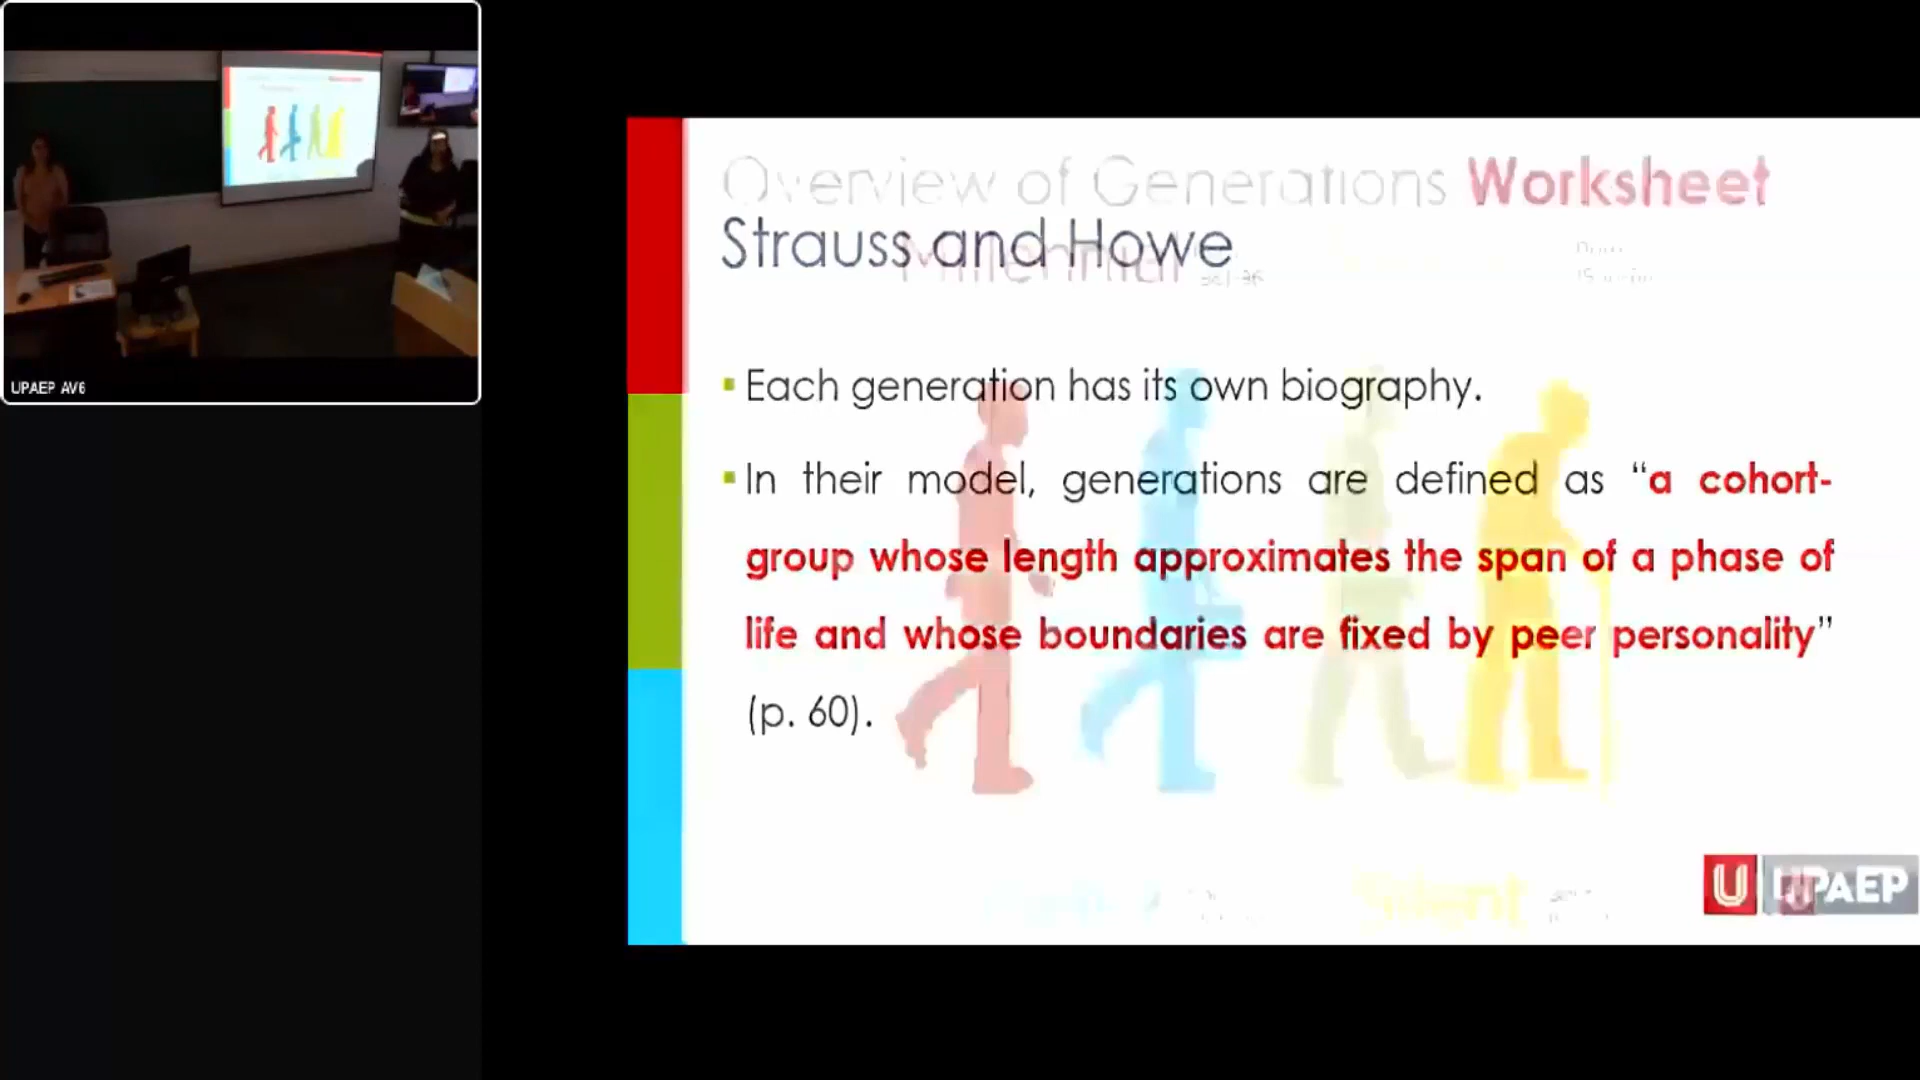 UPAEP AV6
Overview of Generations Worksheet
Strauss and Howe
Millennial
Each generation has its own biography.
In their model, generations are defined as “a cohort-
group whose length approximates the span of a phase of
life and whose boundaries are fixed by peer personality”
(p. 60).
Silent
U UPAEP